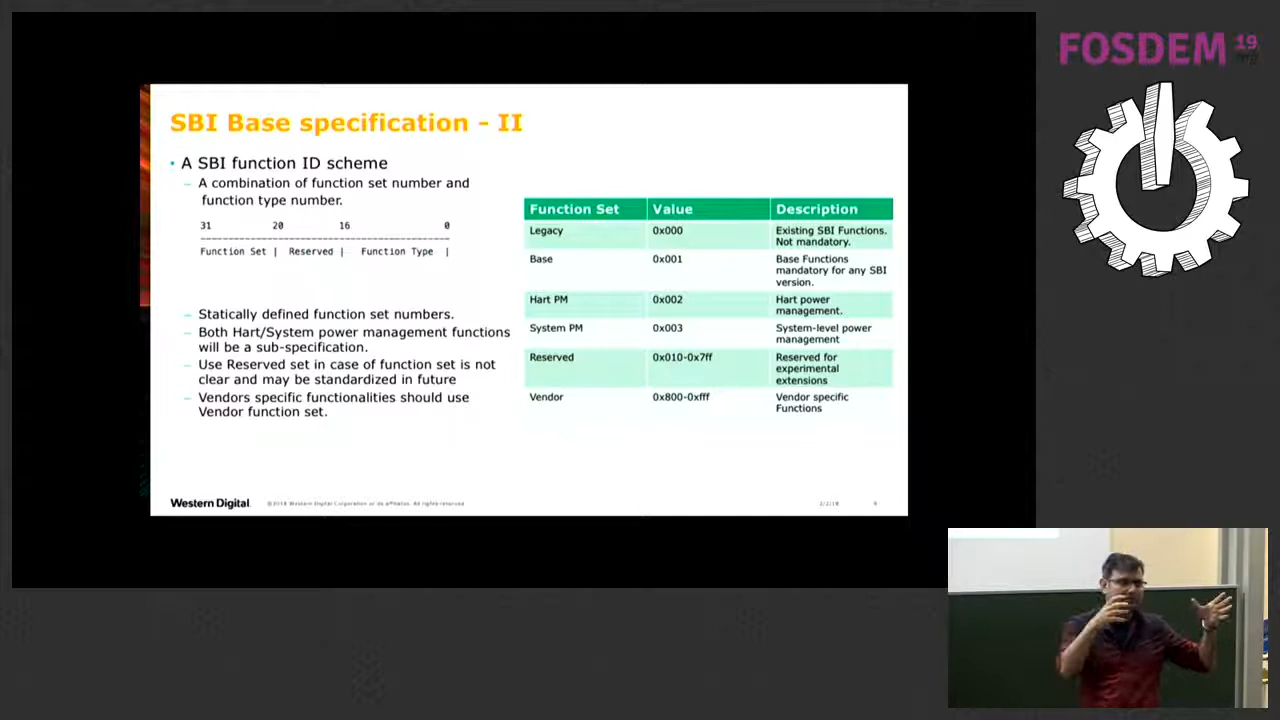 FOSDEM 19
SBI Base specification - II
• A SBI function ID scheme
– A combination of function set number and
function type number.
31 20 16 0
------------------------------------------
Function Set | Reserved | Function Type |
– Statically defined function set numbers.
– Both Hart/System power management functions
will be a sub-specification.
– Use Reserved set in case of function set is not
clear and may be standardized in future
– Vendors specific functionalities should use
Vendor function set.
Function Set Value Description
Legacy 0x000 Existing SBI Functions.
Not mandatory.
Base 0x001 Base Functions
mandatory for any SBI
version.
Hart PM 0x002 Hart power
management.
System PM 0x003 System-level power
management
Reserved 0x010-0x7ff Reserved for
experimental
extensions
Vendor 0x800-0xfff Vendor specific
Functions
Western Digital ©2018 Western Digital Corporation or its affiliates. All rights reserved